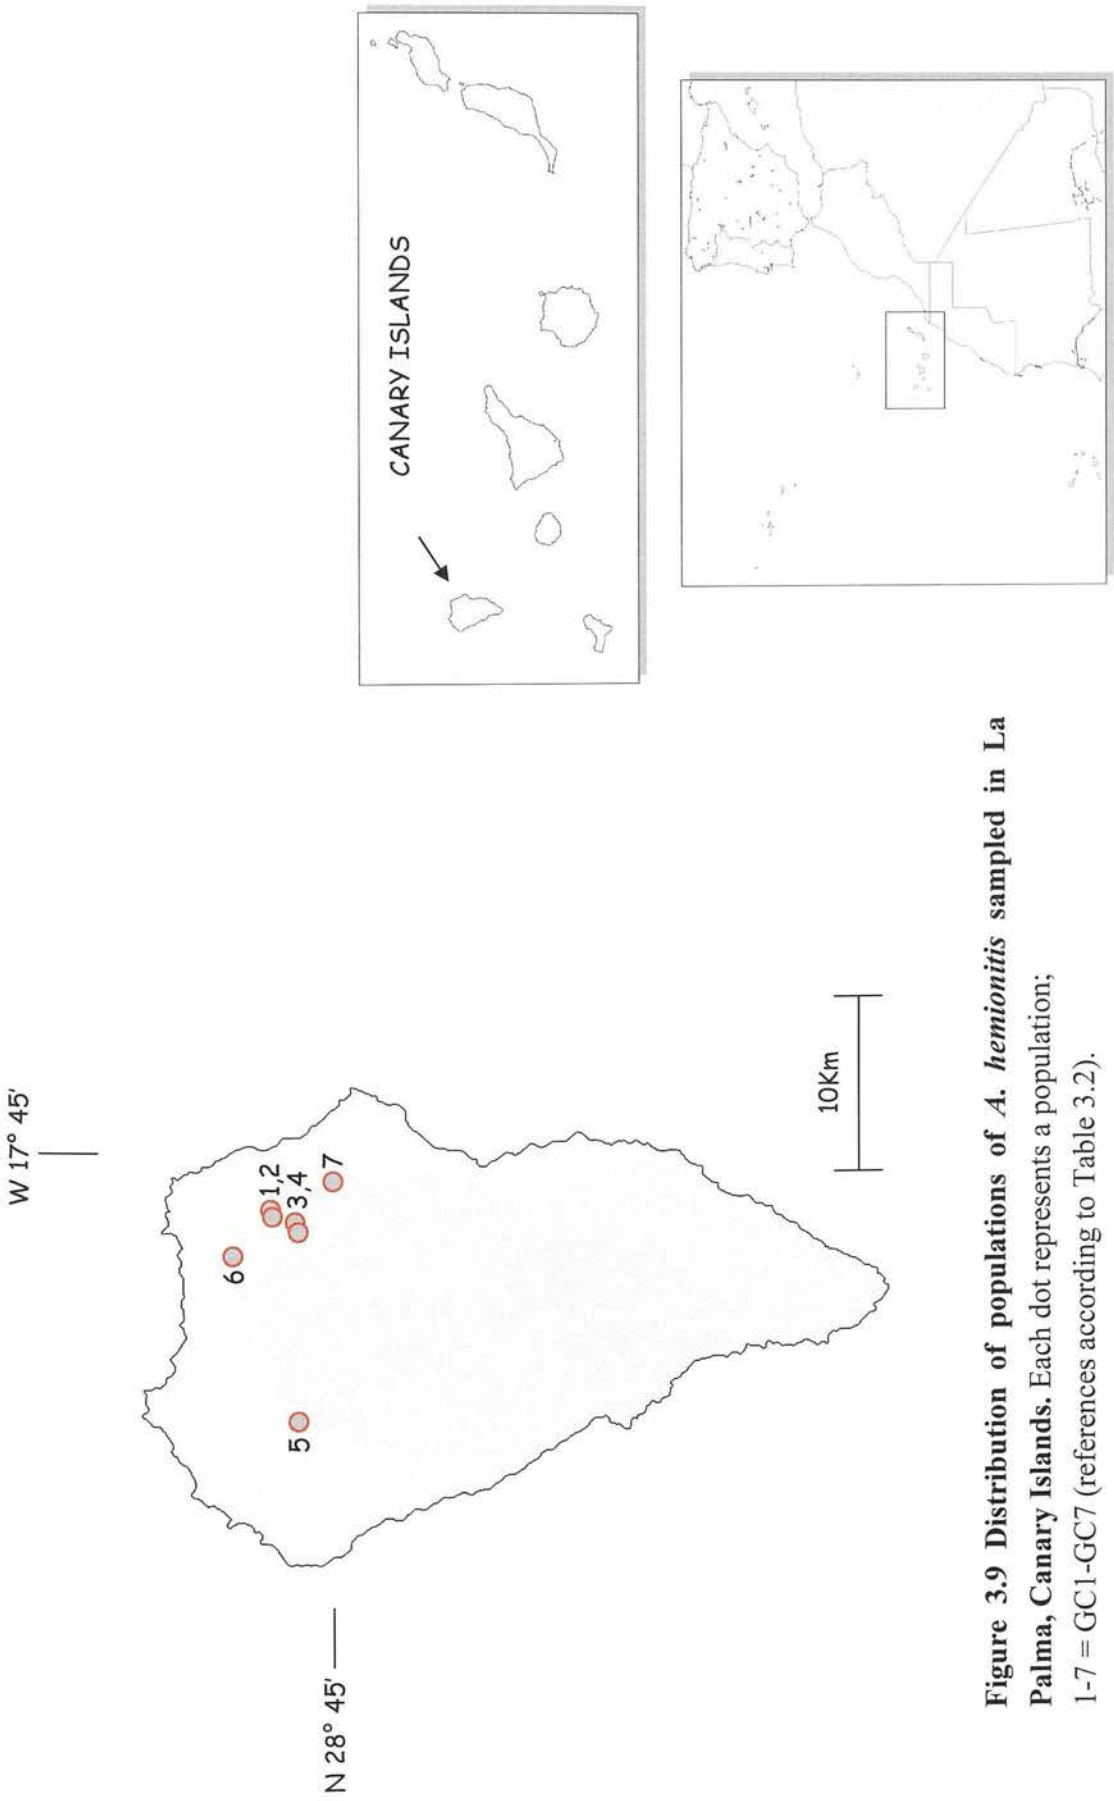 W 17° 45'
N 28° 45'
6
1,2
3,4
7
5
10Km
CANARY ISLANDS
Figure 3.9 Distribution of populations of A. hemionitis sampled in La
Palma, Canary Islands. Each dot represents a population;
1-7 = GC1-GC7 (references according to Table 3.2).